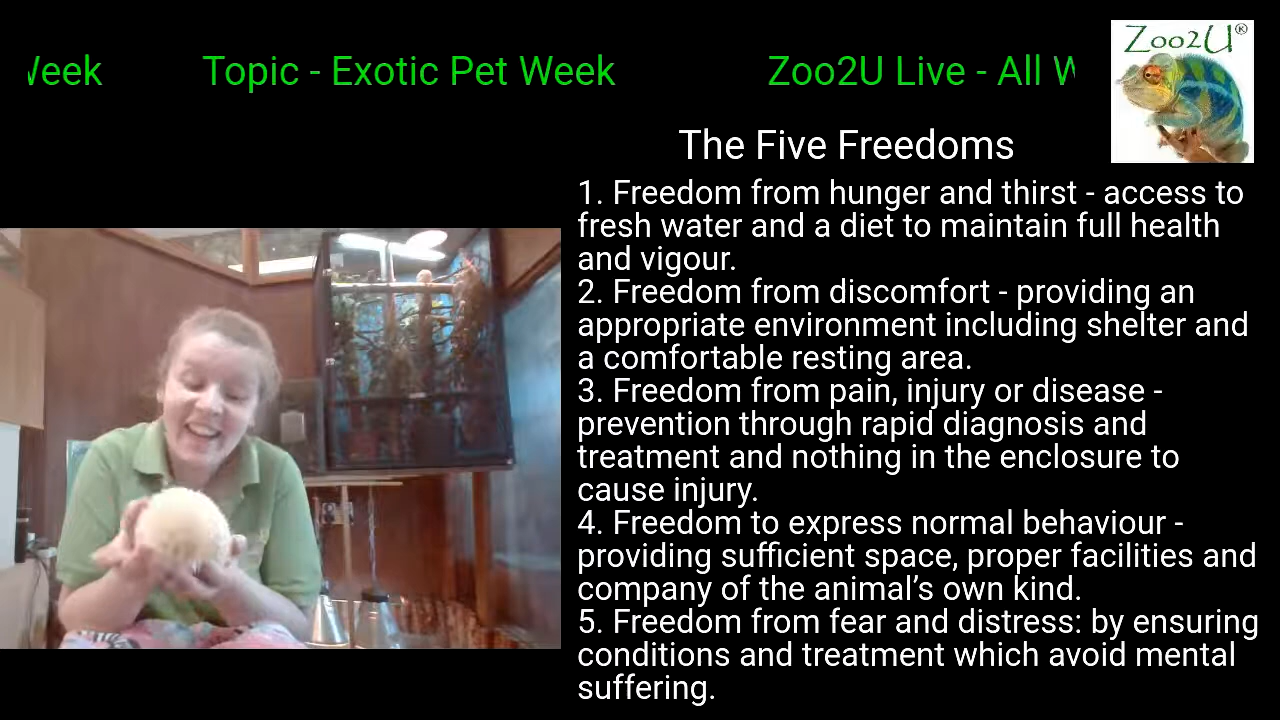 Week Topic - Exotic Pet Week Zoo2U Live - All W
Zoo2U®
The Five Freedoms
1. Freedom from hunger and thirst - access to
fresh water and a diet to maintain full health
and vigour.
2. Freedom from discomfort - providing an
appropriate environment including shelter and
a comfortable resting area.
3. Freedom from pain, injury or disease -
prevention through rapid diagnosis and
treatment and nothing in the enclosure to
cause injury.
4. Freedom to express normal behaviour -
providing sufficient space, proper facilities and
company of the animal’s own kind.
5. Freedom from fear and distress: by ensuring
conditions and treatment which avoid mental
suffering.